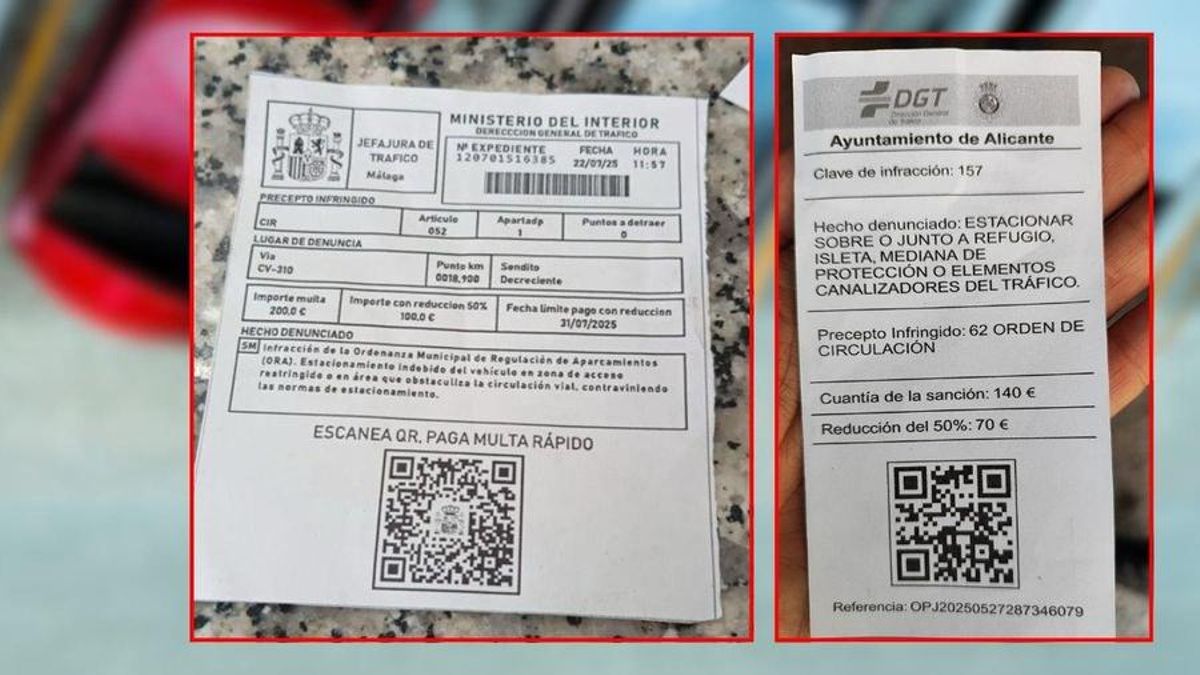 JEFAJURA DE
TRAFICO
Málaga
MINISTERIO DEL INTERIOR
DERECCCION GENERAL DE TRAFICO
Nº EXPEDIENTE FECHA HORA
120701516385 22/07/25 11:57
PRECEPTO INFRINGIDO
CIR
Artículo
052
Apartadp
1
Puntos a detraer
0
LUGAR DE DENUNCIA
Via
CV-310
Punto km
0018,900
Sendito
Decreciente
Importe multa
200,0 €
Importe con reduccion 50%
100,0 €
Fecha limite pago con reduccion
31/07/2025
HECHO DENUNCIADO
SM Infracción de la Ordenanza Municipal de Regulación de Aparcamientos
(ORA). Estacionamiento indebido del vehículo en zona de acceso
restringido o en área que obstaculiza la circulación vial, contraviniendo
las normas de estacionamiento.
ESCANEA QR, PAGA MULTA RÁPIDO
DGT
Dirección General
de Tráfico
Ayuntamiento de Alicante
Clave de infracción: 157
Hecho denunciado: ESTACIONAR
SOBRE O JUNTO A REFUGIO,
ISLETA, MEDIANA DE
PROTECCIÓN O ELEMENTOS
CANALIZADORES DEL TRÁFICO.
Precepto Infringido: 62 ORDEN DE
CIRCULACIÓN
Cuantía de la sanción: 140 €
Reducción del 50%: 70 €
Referencia: OPJ20250527287346079